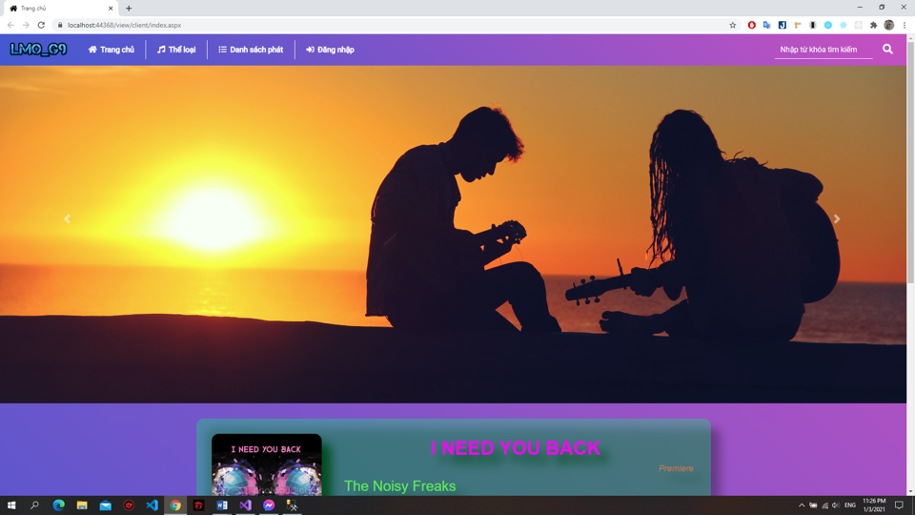 Trang chủ
localhost:44368/view/client/index.aspx
LMO_G9
Trang chủ
Thể loại
Danh sách phát
Đăng nhập
Nhập từ khóa tìm kiếm
I NEED YOU BACK
I NEED YOU BACK
Premiere
The Noisy Freaks
ENG
11:26 PM
1/3/2021